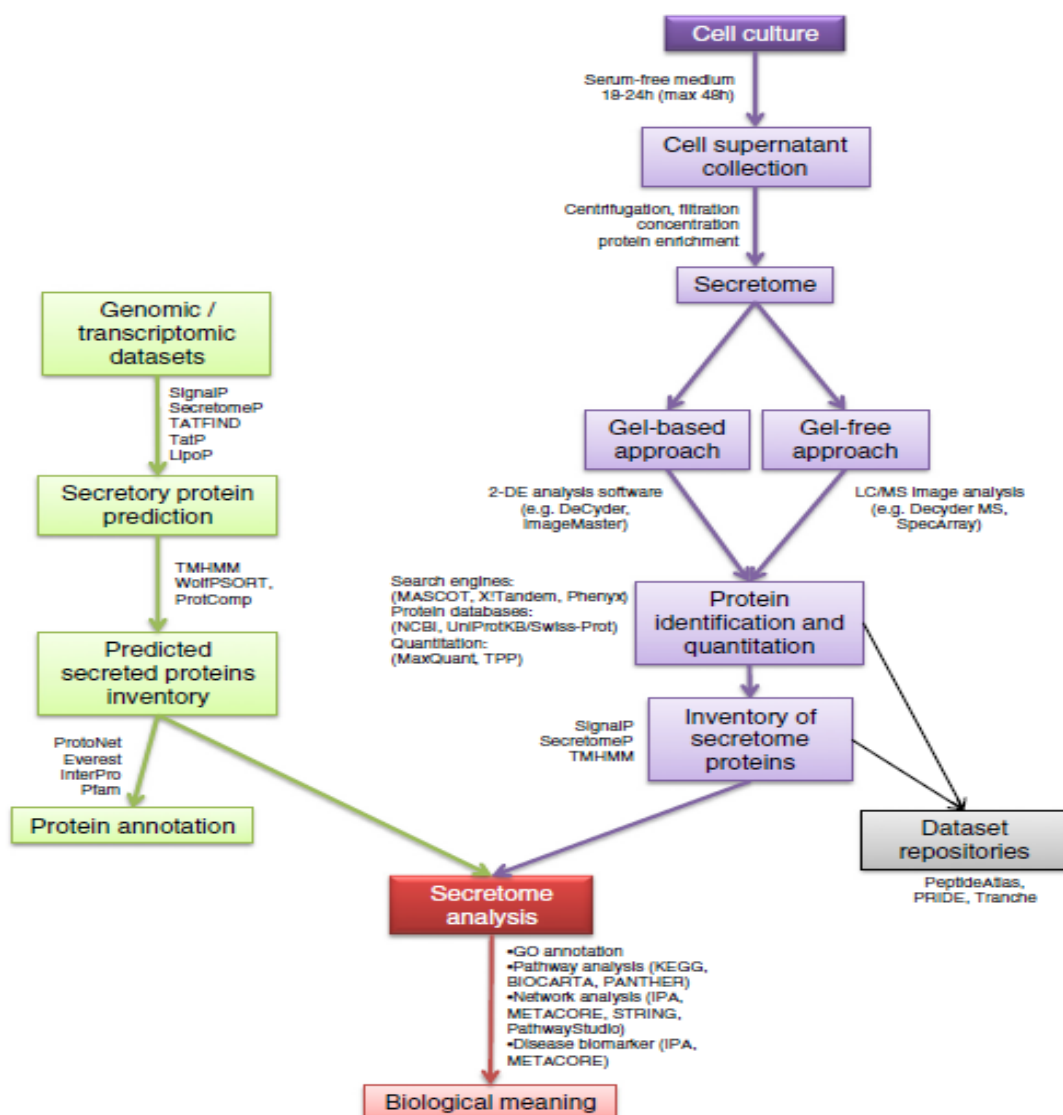 Cell culture
Serum-free medium
18-24h (max 48h)
Cell supernatant
collection
Centrifugation, filtration
concentration
protein enrichment
Secretome
Genomic /
transcriptomic
datasets
SignalP
SecretomeP
TATFIND
TatP
LipoP
Gel-based
approach
Gel-free
approach
2-DE analysis software
(e.g. DeCyder,
ImageMaster)
LC/MS Image analysis
(e.g. Decyder MS,
SpecArray)
Secretory protein
prediction
TMHMM
WolfPSORT,
ProtComp
Search engines:
(MASCOT, X!Tandem, Phenyx)
Protein databases:
(NCBI, UniProtKB/Swiss-Prot)
Quantitation:
(MaxQuant, TPP)
Protein
identification and
quantitation
Predicted
secreted proteins
inventory
SignalP
SecretomeP
TMHMM
Inventory of
secretome
proteins
ProtoNet
Everest
InterPro
Pfam
Protein annotation
Dataset
repositories
PeptideAtlas,
PRIDE, Tranche
Secretome
analysis
•GO annotation
•Pathway analysis (KEGG,
BIOCARTA, PANTHER)
•Network analysis (IPA,
METACORE, STRING,
PathwayStudio)
•Disease biomarker (IPA,
METACORE)
Biological meaning